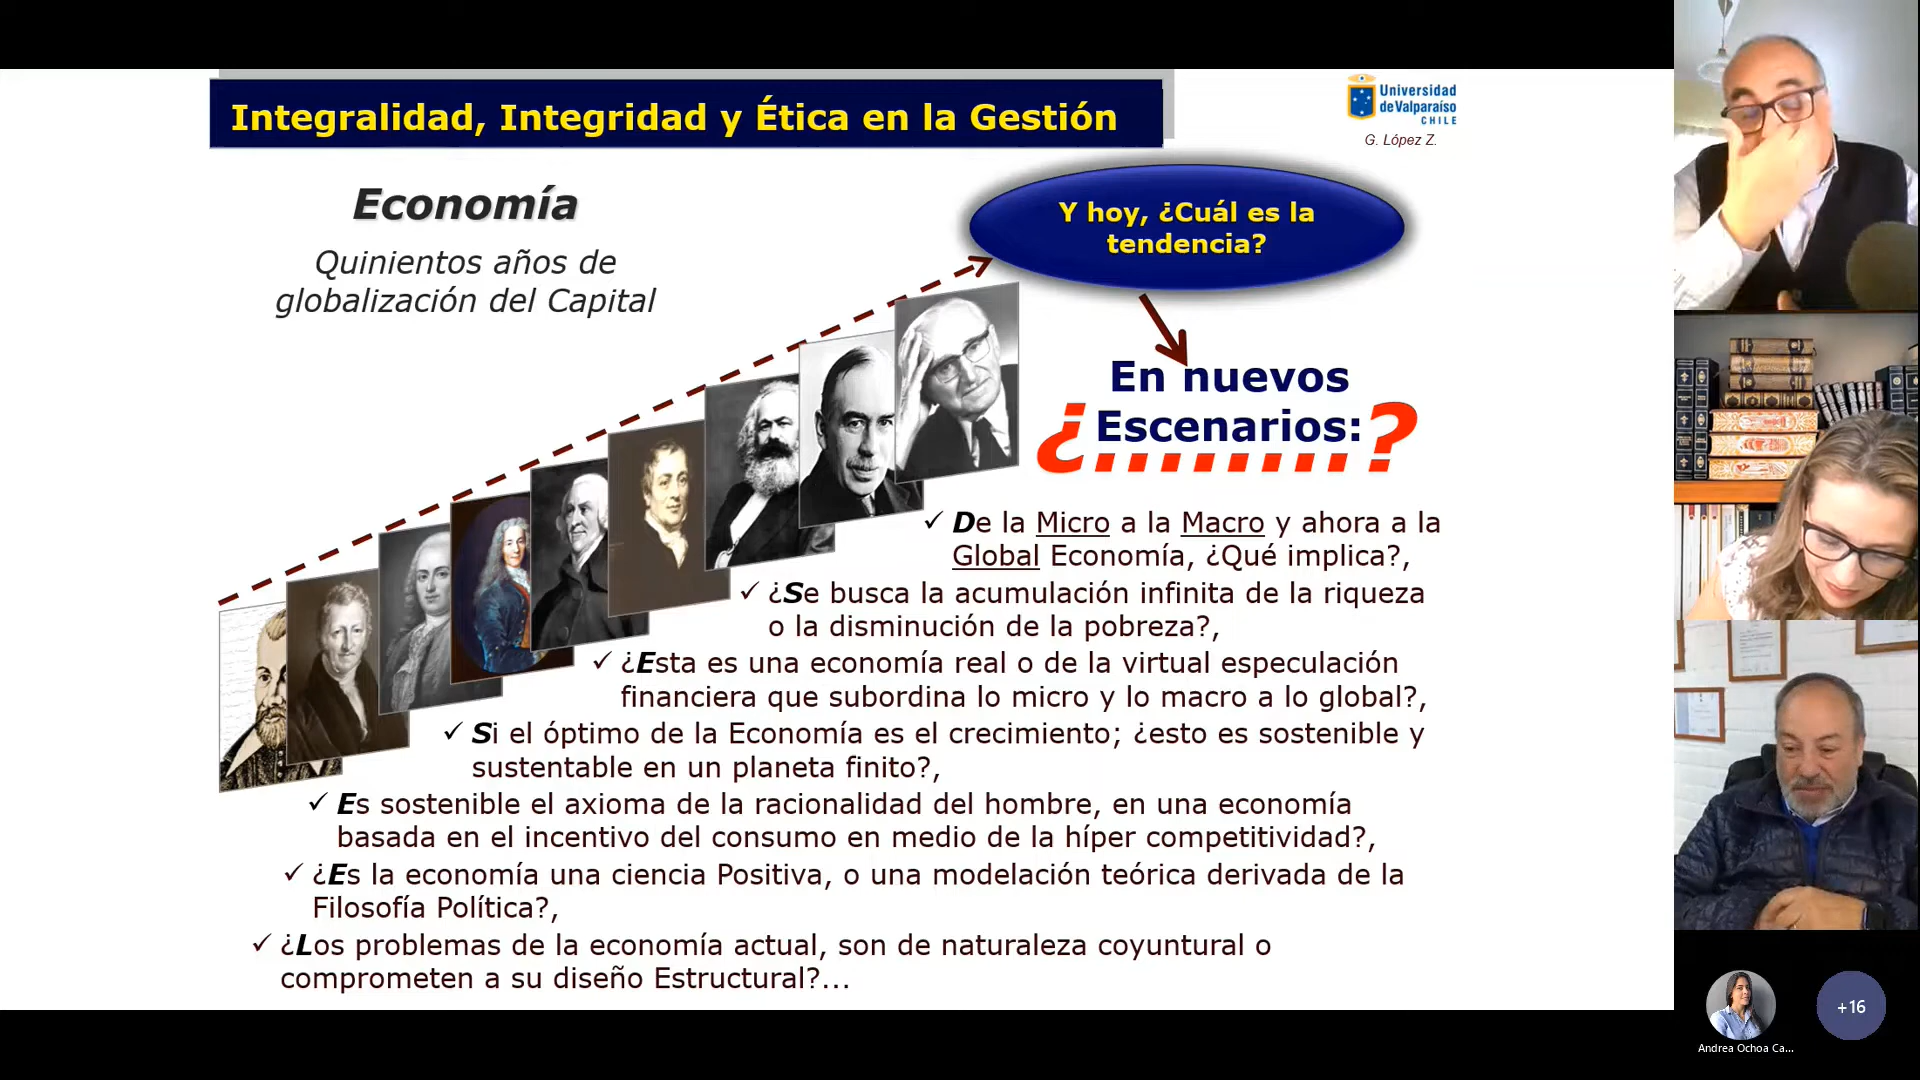 Integralidad, Integridad y Ética en la Gestión
Universidad
de Valparaíso
CHILE
G. López Z.
Economía
Quinientos años de
globalización del Capital
Y hoy, ¿Cuál es la
tendencia?
En nuevos
¿Escenarios:?
........
✓ De la Micro a la Macro y ahora a la
Global Economía, ¿Qué implica?,
✓ ¿Se busca la acumulación infinita de la riqueza
o la disminución de la pobreza?,
✓ ¿Esta es una economía real o de la virtual especulación
financiera que subordina lo micro y lo macro a lo global?,
✓ Si el óptimo de la Economía es el crecimiento; ¿esto es sostenible y
sustentable en un planeta finito?,
✓ Es sostenible el axioma de la racionalidad del hombre, en una economía
basada en el incentivo del consumo en medio de la híper competitividad?,
✓ ¿Es la economía una ciencia Positiva, o una modelación teórica derivada de la
Filosofía Política?,
✓ ¿Los problemas de la economía actual, son de naturaleza coyuntural o
comprometen a su diseño Estructural?...
Andrea Ochoa Ca...
+16